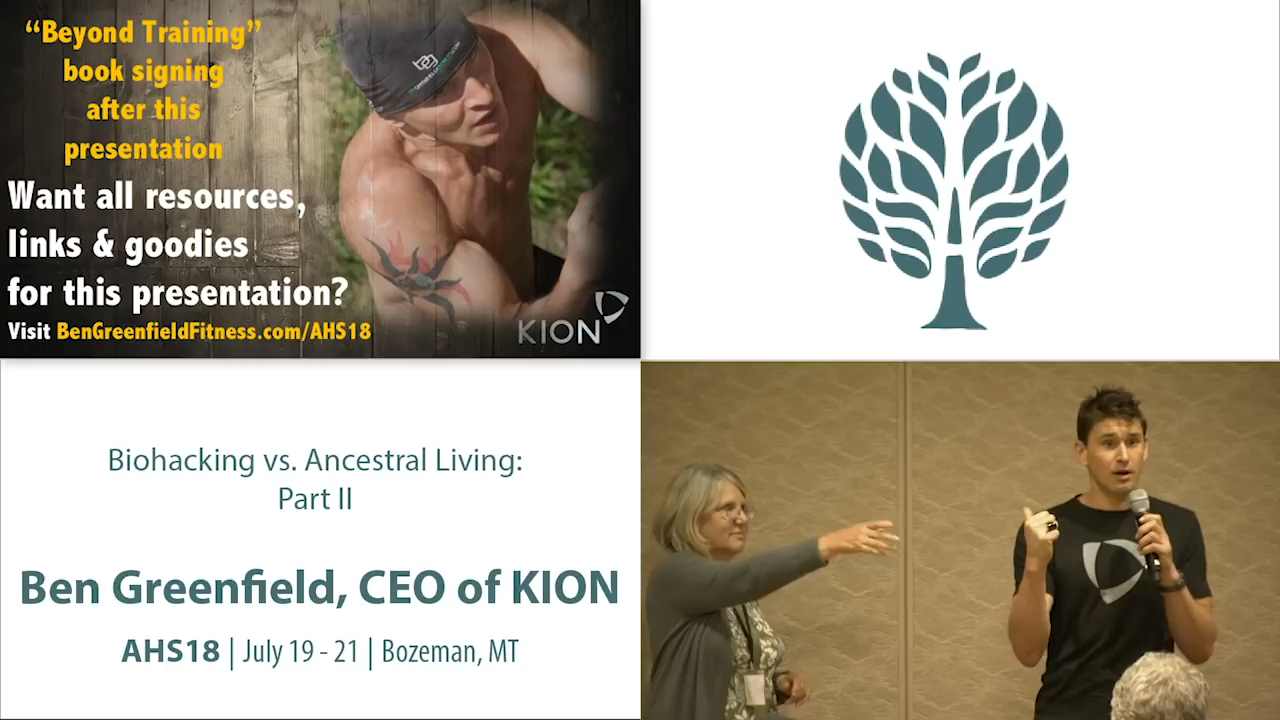 “Beyond Training”
book signing
after this
presentation
Want all resources,
links & goodies
for this presentation?
Visit BenGreenfieldFitness.com/AHS18
KION
Biohacking vs. Ancestral Living:
Part II
Ben Greenfield, CEO of KION
AHS18 | July 19 - 21 | Bozeman, MT